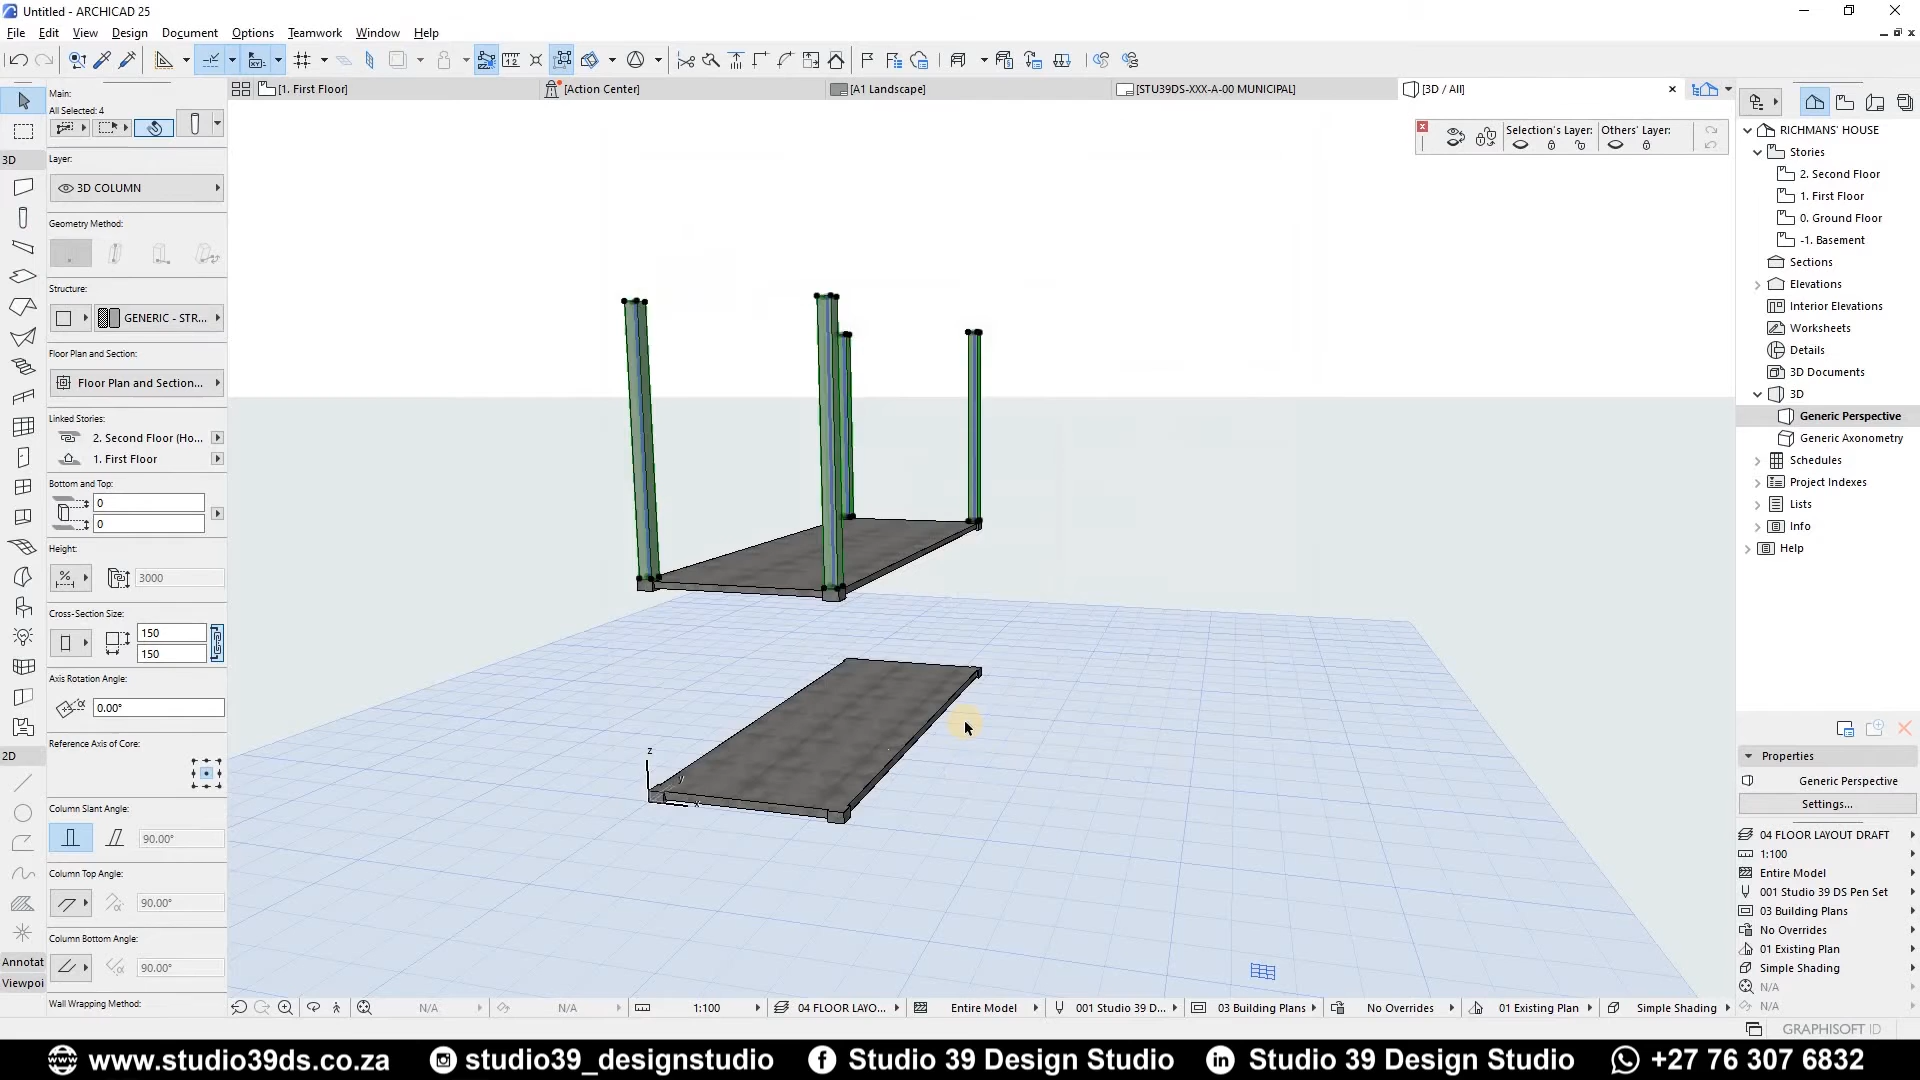 Untitled - ARCHICAD 25
File Edit View Design Document Options Teamwork Window Help
[1. First Floor] [Action Center] [A1 Landscape] [STU39DS-XXX-A-00 MUNICIPAL] [3D / All]
Main:
All Selected: 4
Selection's Layer: Others' Layer:
3D
Layer:
3D COLUMN
Geometry Method:
Structure:
GENERIC - STR...
Floor Plan and Section:
Floor Plan and Section...
Linked Stories:
2. Second Floor (Ho...
1. First Floor
Bottom and Top:
0
0
Height:
3000
Cross-Section Size:
150
150
Axis Rotation Angle:
0.00°
Reference Axis of Core:
2D
Column Slant Angle:
90.00°
Column Top Angle:
90.00°
Column Bottom Angle:
90.00°
Annotat
Viewpoi
Wall Wrapping Method:
z
y
x
RICHMANS' HOUSE
Stories
2. Second Floor
1. First Floor
0. Ground Floor
-1. Basement
Sections
Elevations
Interior Elevations
Worksheets
Details
3D Documents
3D
Generic Perspective
Generic Axonometry
Schedules
Project Indexes
Lists
Info
Help
Properties
Generic Perspective
Settings...
04 FLOOR LAYOUT DRAFT
1:100
Entire Model
001 Studio 39 DS Pen Set
03 Building Plans
No Overrides
01 Existing Plan
Simple Shading
N/A
N/A
N/A N/A 1:100 04 FLOOR LAYO... Entire Model 001 Studio 39 D... 03 Building Plans No Overrides 01 Existing Plan Simple Shading
GRAPHISOFT ID
www.studio39ds.co.za studio39_designstudio Studio 39 Design Studio Studio 39 Design Studio +27 76 307 6832